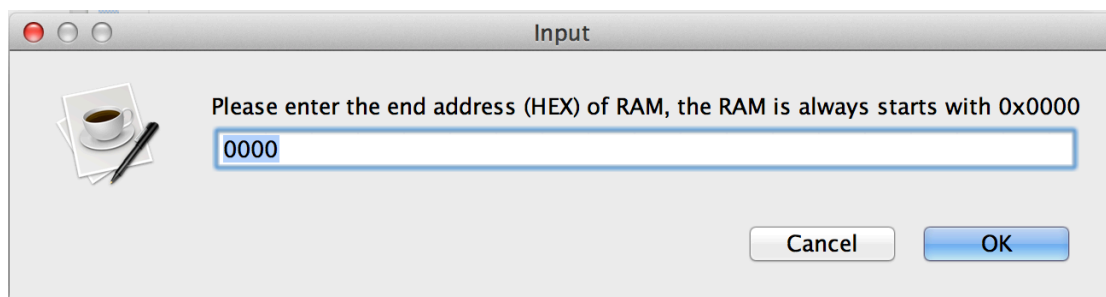 Input
Please enter the end address (HEX) of RAM, the RAM is always starts with 0x0000
0000
Cancel OK